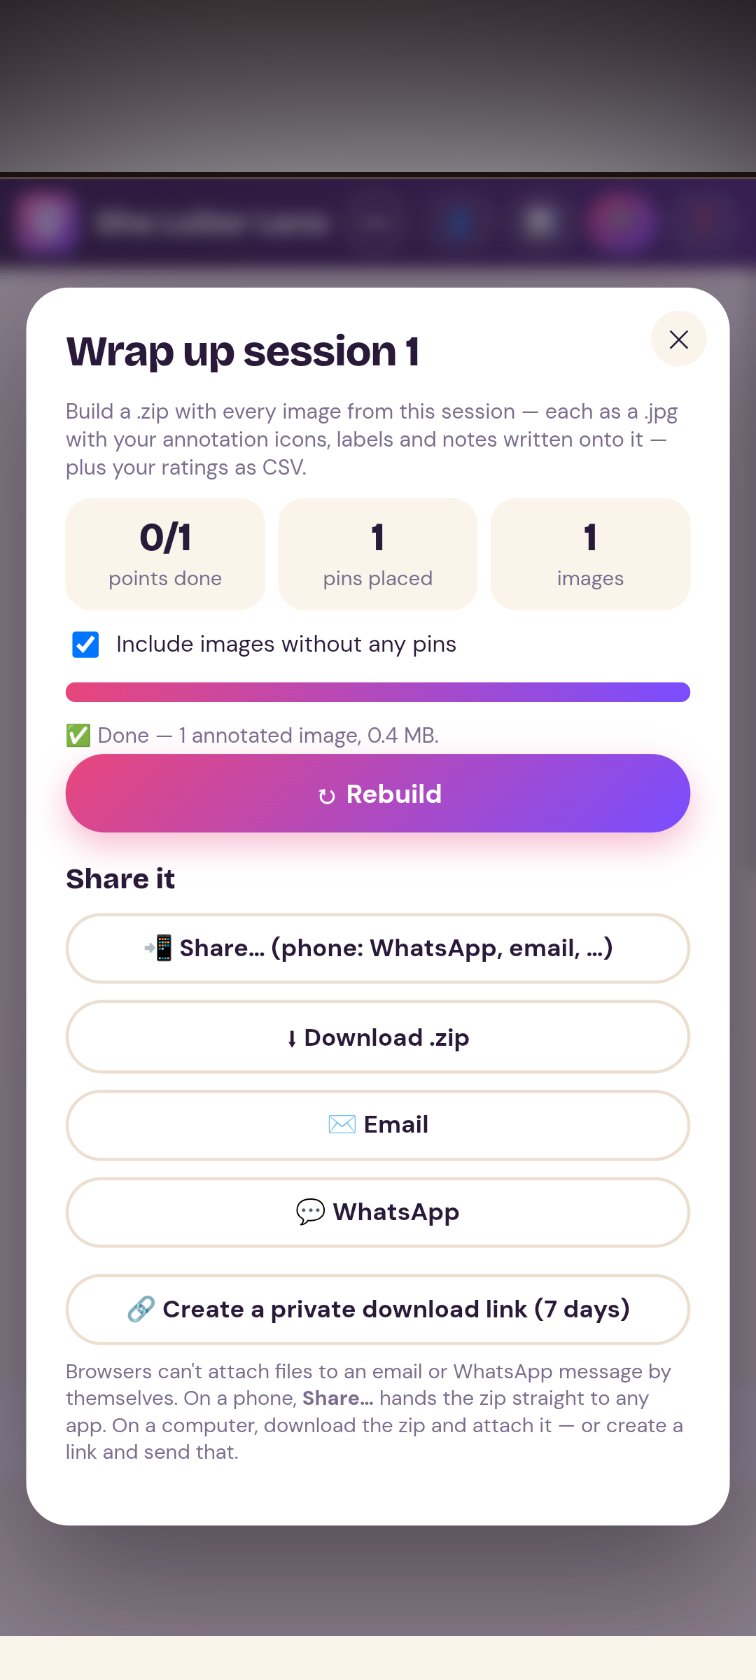 Wrap up session 1
Build a .zip with every image from this session — each as a .jpg
with your annotation icons, labels and notes written onto it —
plus your ratings as CSV.
0/1
points done
1
pins placed
1
images
Include images without any pins
✅ Done — 1 annotated image, 0.4 MB.
↻ Rebuild
Share it
📲 Share... (phone: WhatsApp, email, ...)
⬇ Download .zip
✉️ Email
💬 WhatsApp
🔗 Create a private download link (7 days)
Browsers can't attach files to an email or WhatsApp message by
themselves. On a phone, Share... hands the zip straight to any
app. On a computer, download the zip and attach it — or create a
link and send that.